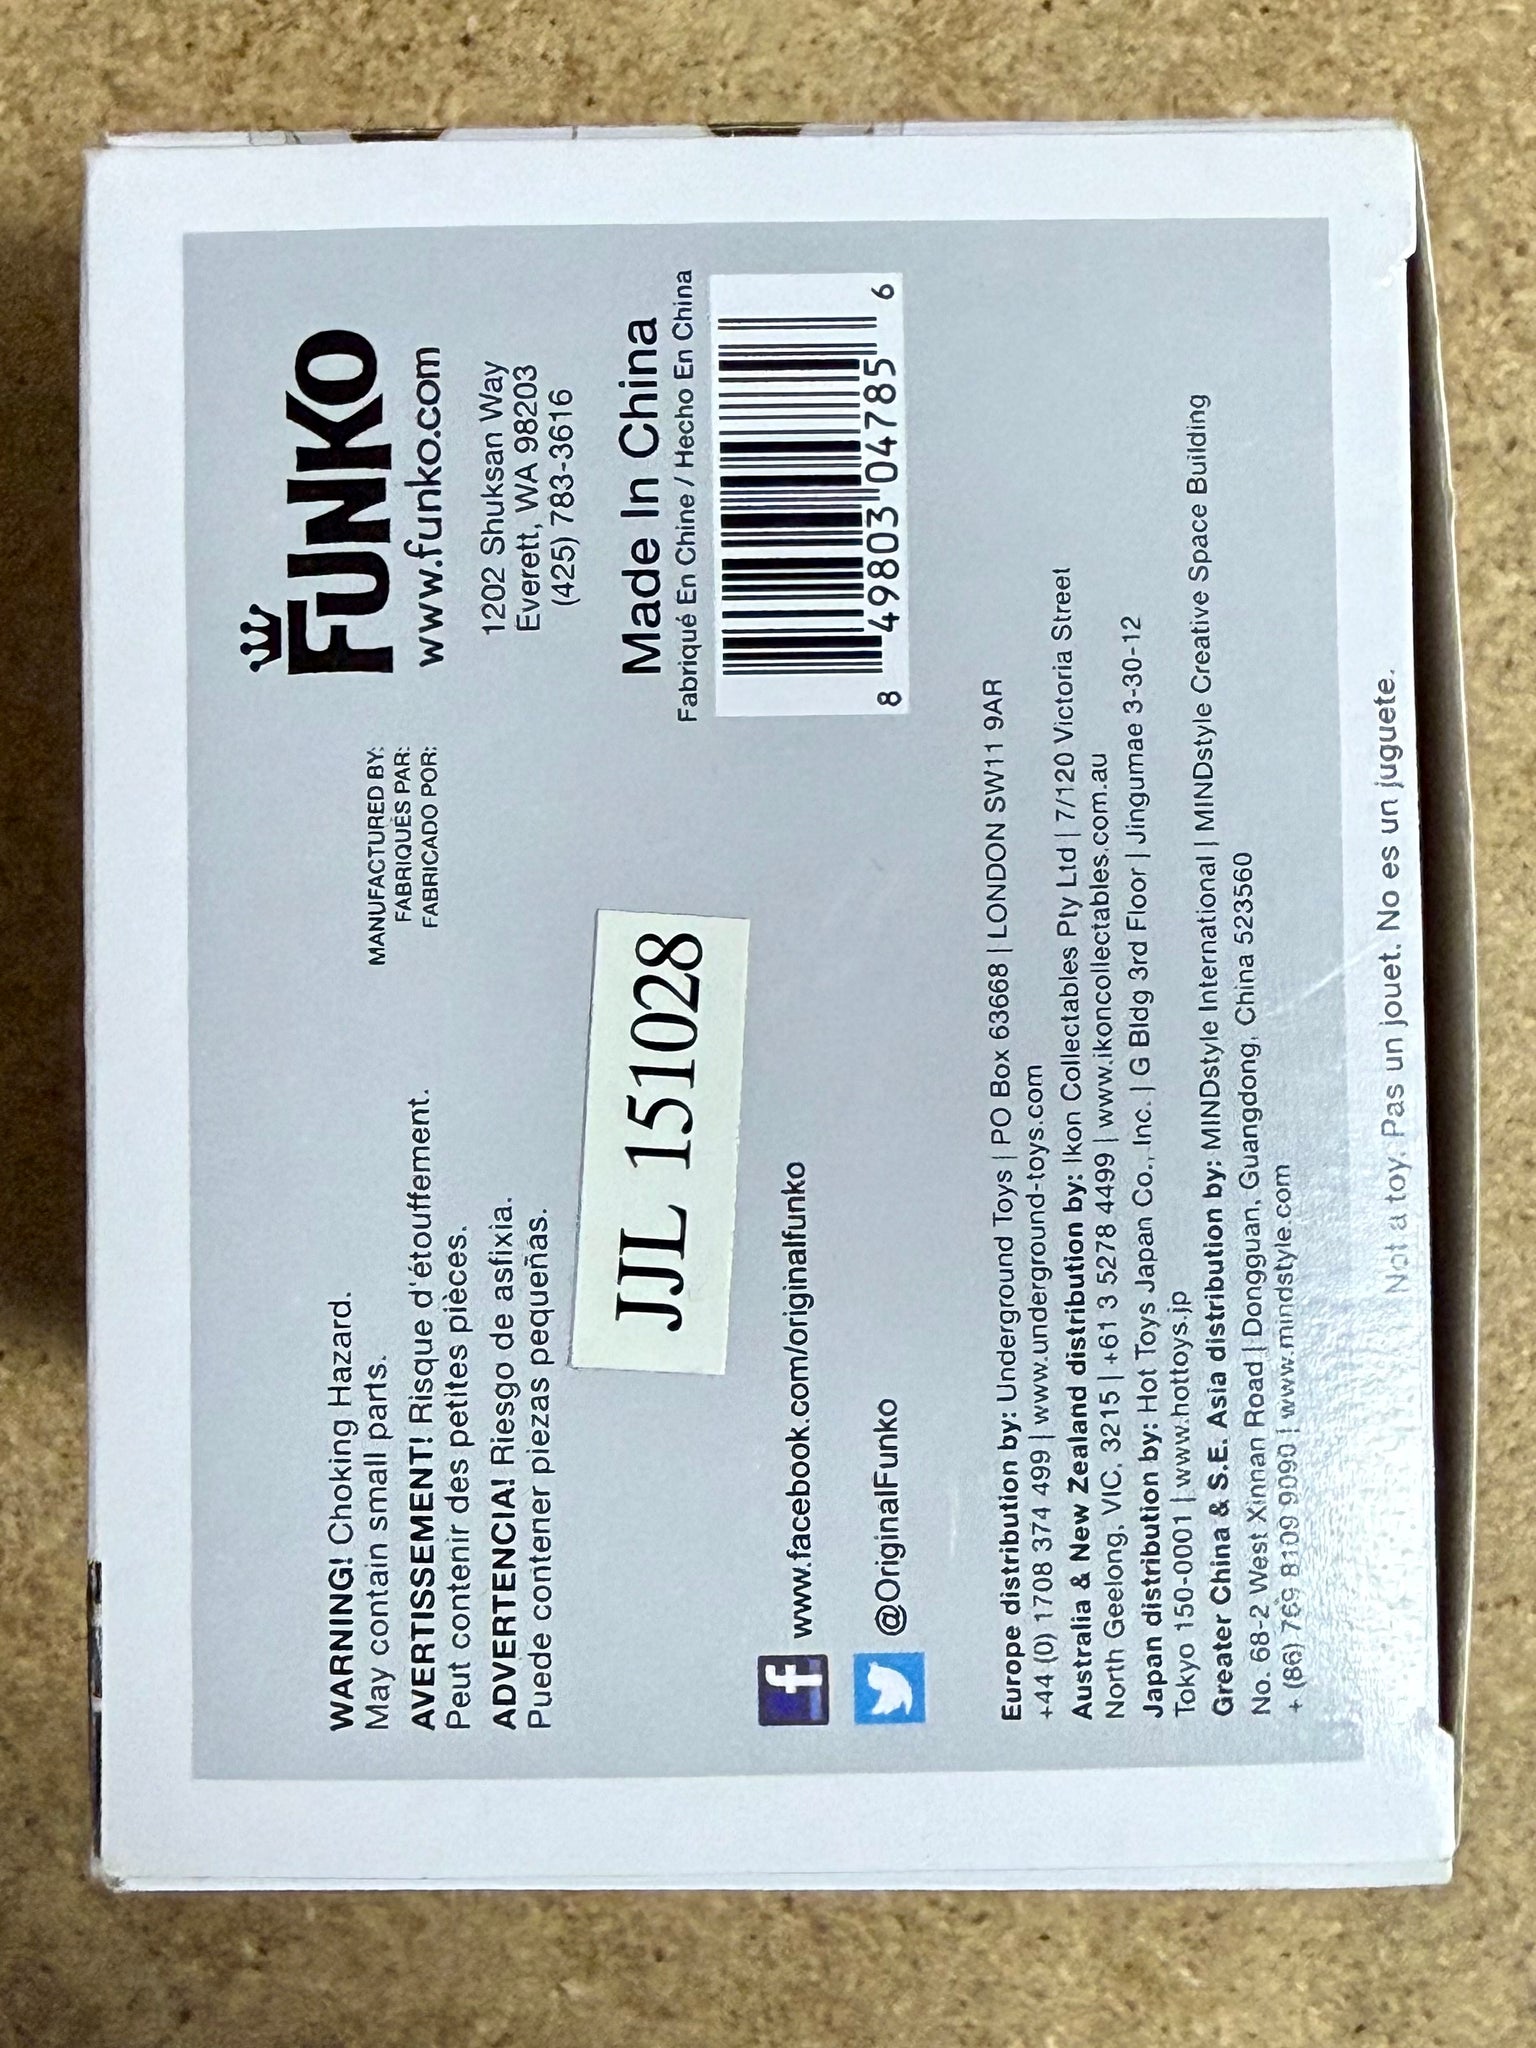 WARNING! Choking Hazard.
May contain small parts.
AVERTISSEMENT! Risque d'étouffement.
Peut contenir des petites pièces.
ADVERTENCIA! Riesgo de asfixia.
Puede contener piezas pequeñas.
MANUFACTURED BY:
FABRIQUÉS PAR:
FABRICADO POR:
FUNKO
www.funko.com
1202 Shuksan Way
Everett, WA 98203
(425) 783-3616
Made In China
Fabriqué En Chine / Hecho En China
8 49803 04785 6
JJL 151028
f www.facebook.com/originalfunko
@OriginalFunko
Europe distribution by: Underground Toys | PO Box 63668 | LONDON SW11 9AR
+44 (0) 1708 374 499 | www.underground-toys.com
Australia & New Zealand distribution by: Ikon Collectables Pty Ltd | 7/120 Victoria Street
North Geelong, VIC, 3215 | +61 3 5278 4499 | www.ikoncollectables.com.au
Japan distribution by: Hot Toys Japan Co., Inc. | G Bldg 3rd Floor | Jingumae 3-30-12
Tokyo 150-0001 | www.hottoys.jp
Greater China & S.E. Asia distribution by: MINDstyle International | MINDstyle Creative Space Building
No. 68-2 West Xinnan Road | Dongguan, Guangdong, China 523560
+ (86) 769 8109 9090 | www.mindstyle.com
Not a toy. Pas un jouet. No es un juguete.